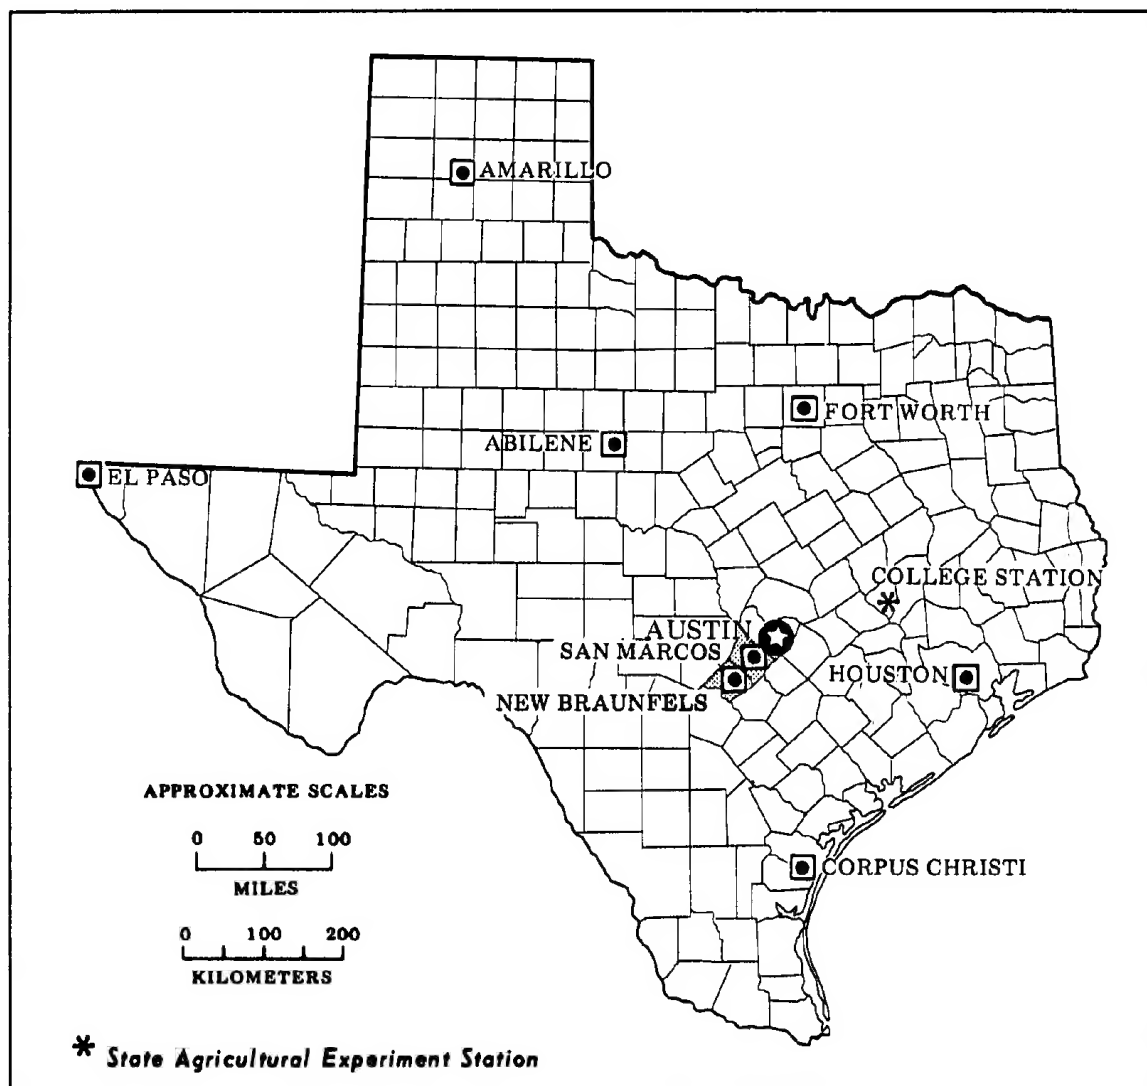 AMARILLO
FORT WORTH
ABILENE
EL PASO
COLLEGE STATION
AUSTIN
SAN MARCOS
HOUSTON
NEW BRAUNFELS
APPROXIMATE SCALES
0 50 100
MILES
CORPUS CHRISTI
0 100 200
KILOMETERS
* State Agricultural Experiment Station